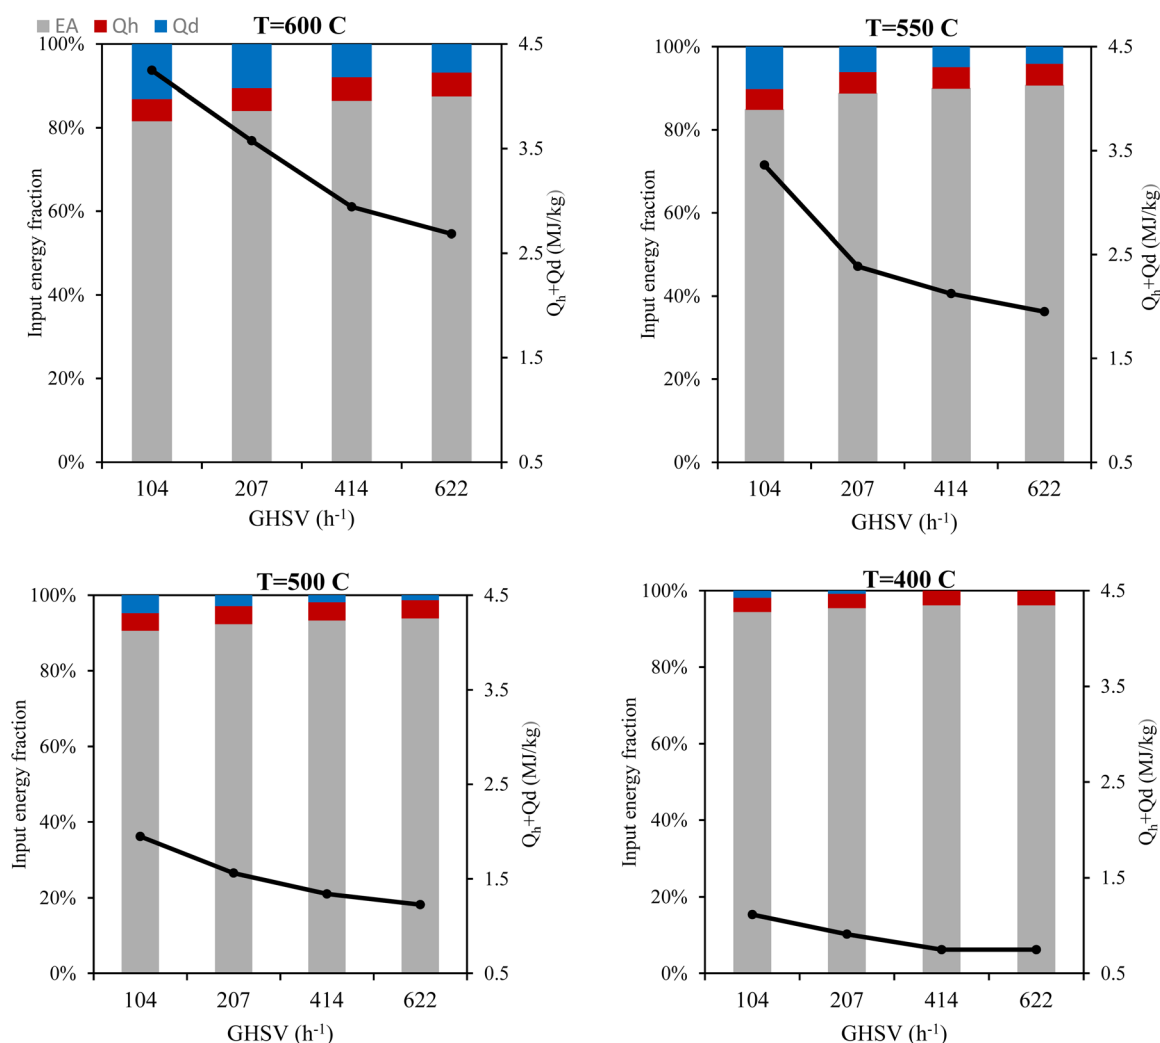 EA Qh Qd
T=600 C
100%
80%
60%
40%
20%
0%
Input energy fraction
4.5
3.5
2.5
1.5
0.5
Qh+Qd (MJ/kg)
104 207 414 622
GHSV (h-1)
T=550 C
100%
80%
60%
40%
20%
0%
Input energy fraction
4.5
3.5
2.5
1.5
0.5
Qh+Qd (MJ/kg)
104 207 414 622
GHSV (h-1)
T=500 C
100%
80%
60%
40%
20%
0%
Input energy fraction
4.5
3.5
2.5
1.5
0.5
Qh+Qd (MJ/kg)
104 207 414 622
GHSV (h-1)
T=400 C
100%
80%
60%
40%
20%
0%
Input energy fraction
4.5
3.5
2.5
1.5
0.5
Qh+Qd (MJ/kg)
104 207 414 622
GHSV (h-1)